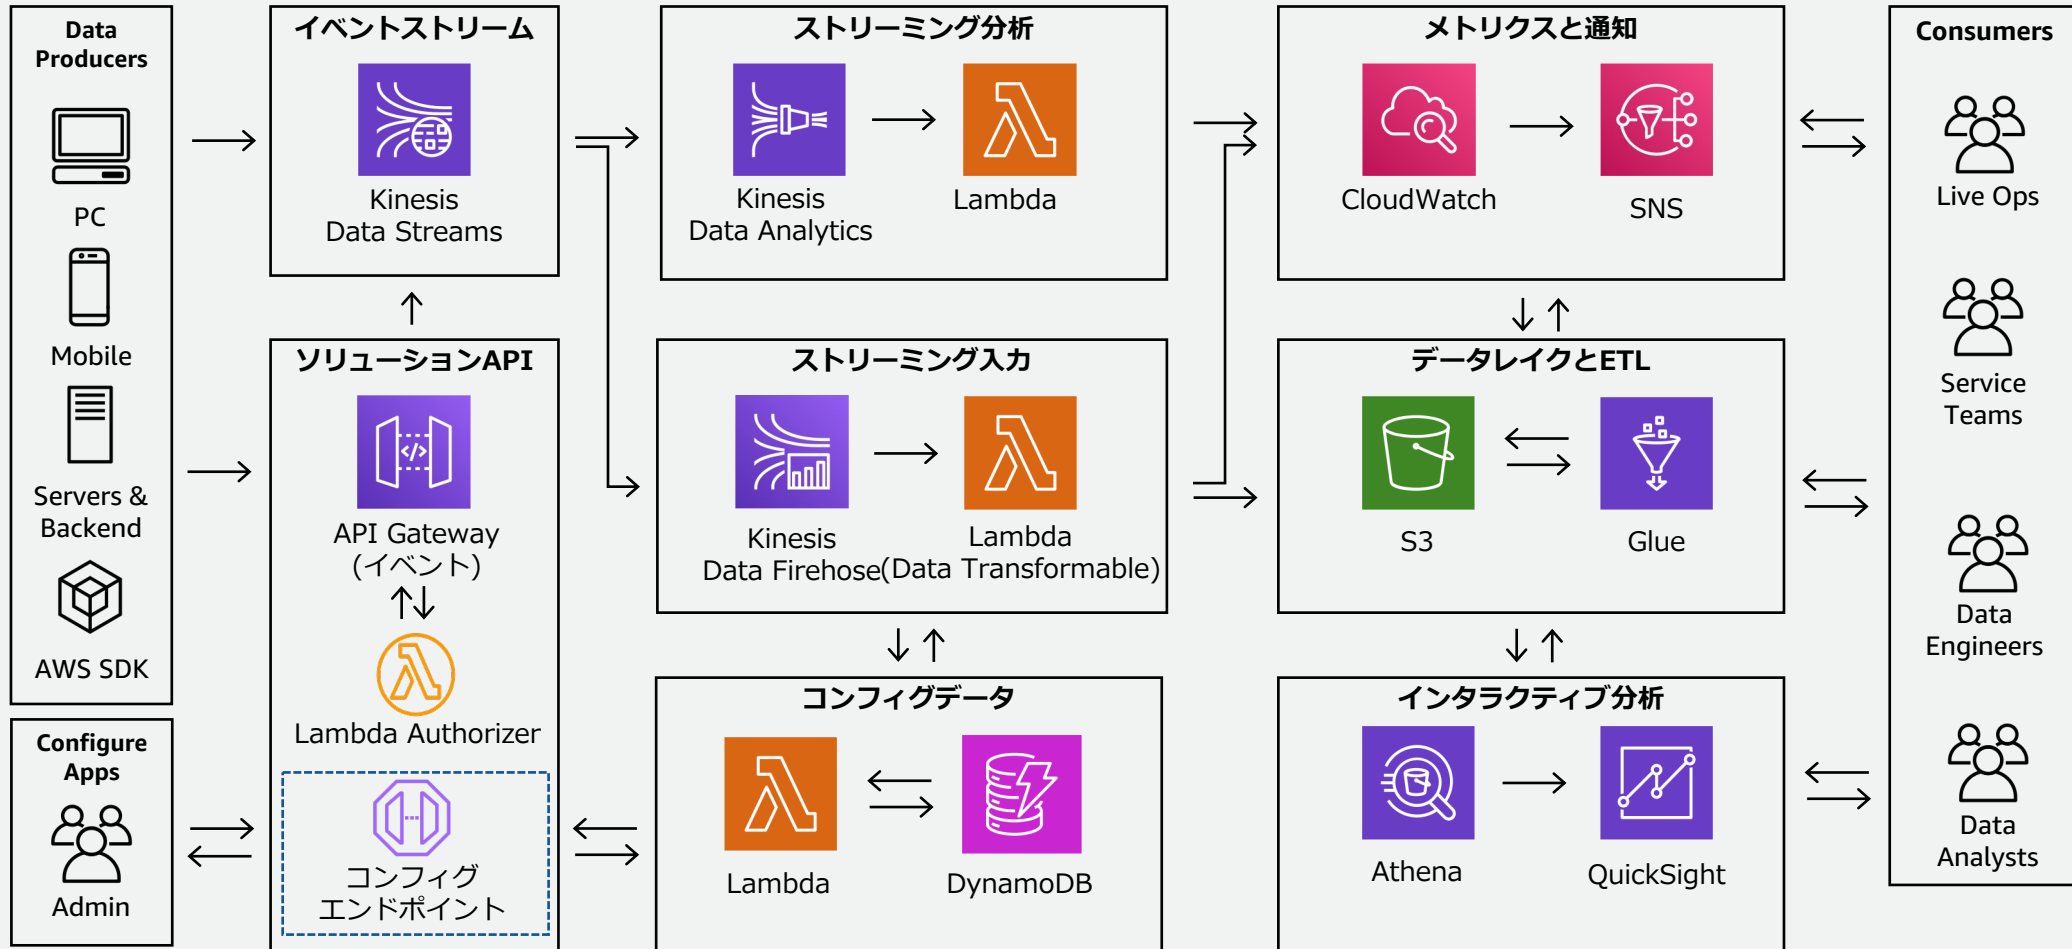 Data
Producers
PC
Mobile
Servers &
Backend
AWS SDK
Configure
Apps
Admin
イベントストリーム
Kinesis
Data Streams
ソリューションAPI
</>
API Gateway
(イベント)
Lambda Authorizer
コンフィグ
エンドポイント
ストリーミング分析
Kinesis
Data Analytics
Lambda
ストリーミング入力
Kinesis
Data Firehose
Lambda
(Data Transformable)
コンフィグデータ
Lambda
DynamoDB
メトリクスと通知
CloudWatch
SNS
データレイクとETL
S3
Glue
インタラクティブ分析
Athena
QuickSight
Consumers
Live Ops
Service
Teams
Data
Engineers
Data
Analysts